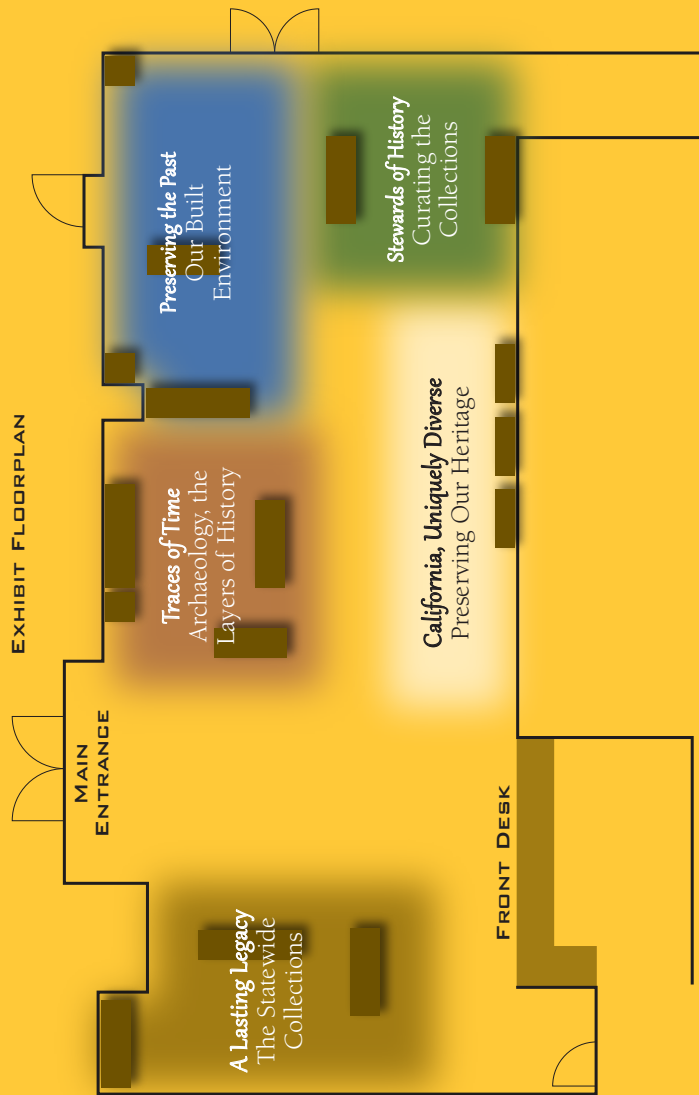 EXHIBIT FLOORPLAN
MAIN
ENTRANCE
A Lasting Legacy
The Statewide
Collections
Traces of Time
Archaeology, the
Layers of History
Preserving the Past
Our Built
Environment
Stewards of History
Curating the
Collections
California, Uniquely Diverse
Preserving Our Heritage
FRONT DESK